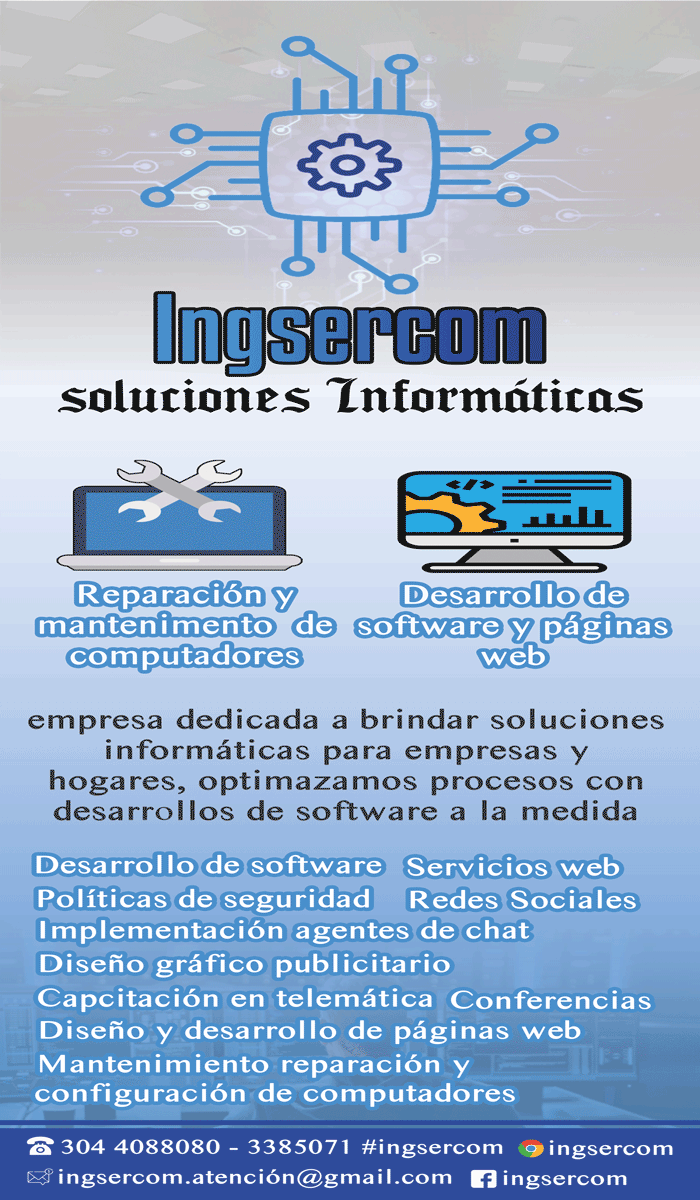 Ingsercom
soluciones Informáticas
</>
Reparación y
mantenimento de
computadores
Desarrollo de
software y páginas
web
empresa dedicada a brindar soluciones
informáticas para empresas y
hogares, optimazamos procesos con
desarrollos de software a la medida
Desarrollo de software Servicios web
Políticas de seguridad Redes Sociales
Implementación agentes de chat
Diseño gráfico publicitario
Capcitación en telemática Conferencias
Diseño y desarrollo de páginas web
Mantenimiento reparación y
configuración de computadores
304 4088080 - 3385071 #ingsercom ingsercom
ingsercom.atención@gmail.com ingsercom